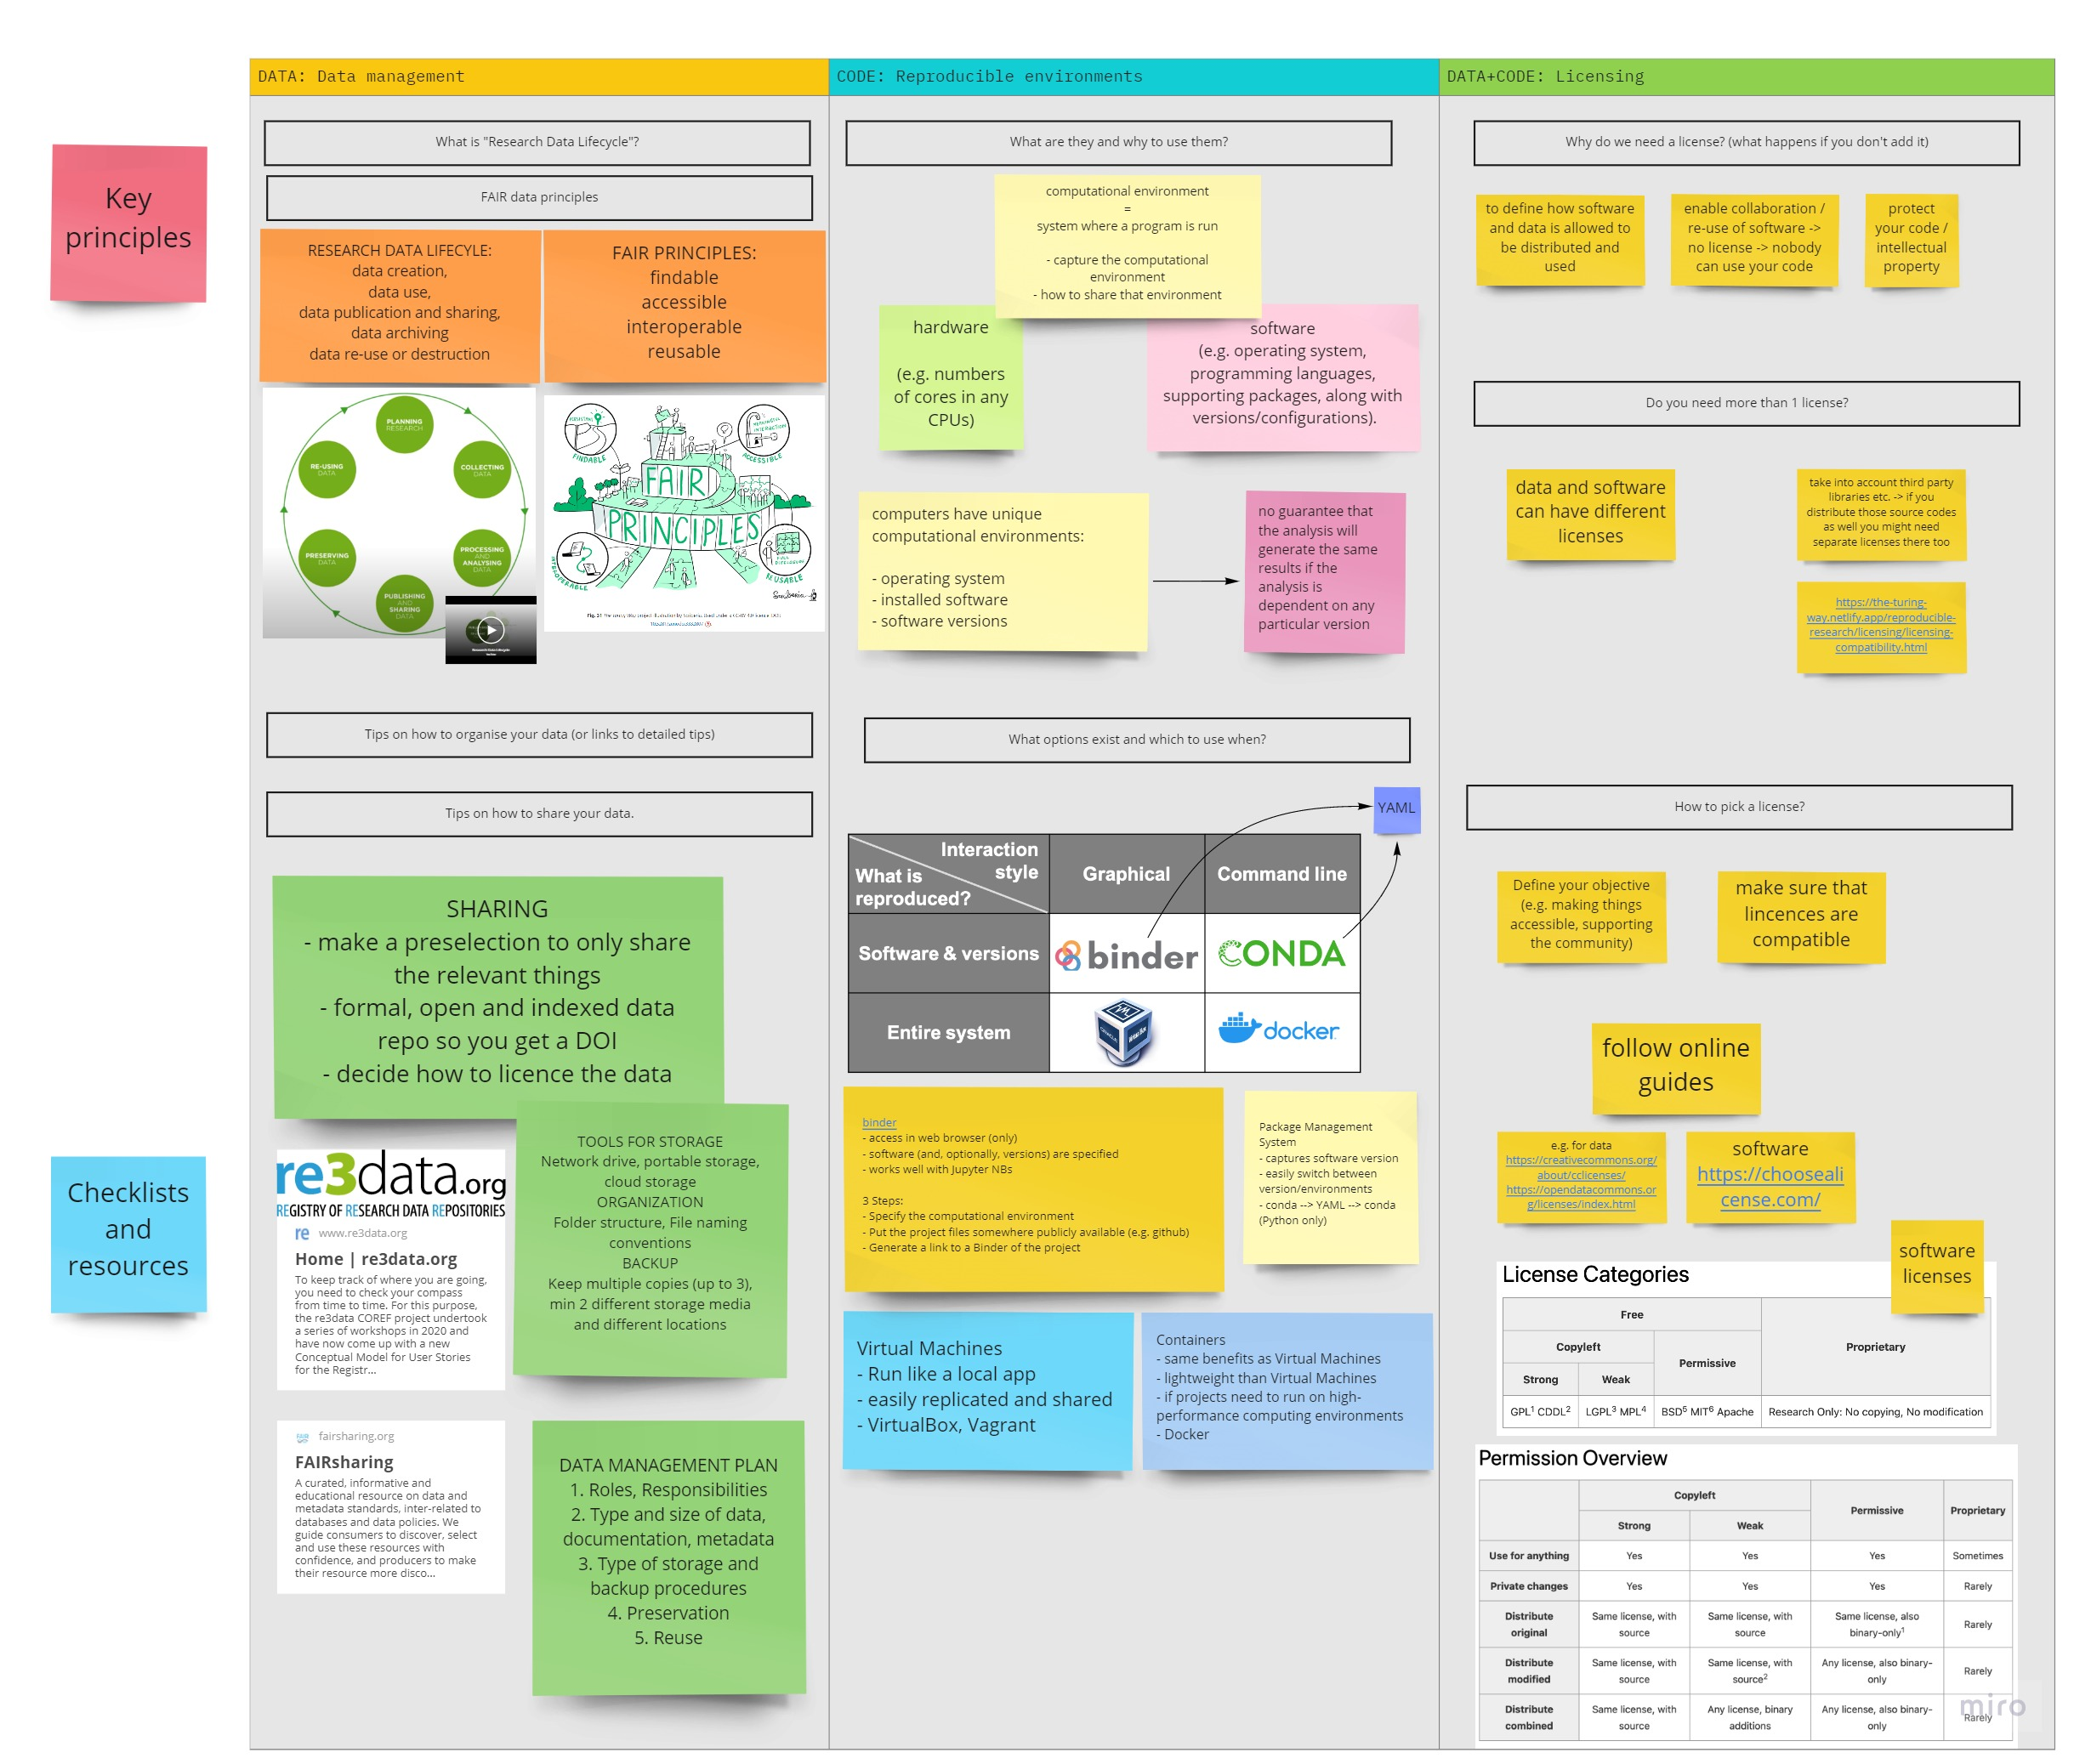 DATA: Data management
CODE: Reproducible environments
DATA+CODE: Licensing
Key
principles
What is "Research Data Lifecycle"?
FAIR data principles
RESEARCH DATA LIFECYLE:
data creation,
data use,
data publication and sharing,
data archiving
data re-use or destruction
FAIR PRINCIPLES:
findable
accessible
interoperable
reusable
PLANNING
RESEARCH
COLLECTING
DATA
PROCESSING
AND
ANALYSING
DATA
PUBLISHING
AND
SHARING
DATA
PRESERVING
DATA
RE-USING
DATA
FINDABLE
ACCESSIBLE
FAIR
PRINCIPLES
INTEROPERABLE
REUSABLE
Tips on how to organise your data (or links to detailed tips)
Tips on how to share your data.
SHARING
- make a preselection to only share
the relevant things
- formal, open and indexed data
repo so you get a DOI
- decide how to licence the data
Checklists
and
resources
re3data.org
REGISTRY OF RESEARCH DATA REPOSITORIES
re www.re3data.org
Home | re3data.org
To keep track of where you are going,
you need to check your compass
from time to time. For this purpose,
the re3data COREF project undertook
a series of workshops in 2020 and
have now come up with a new
Conceptual Model for User Stories
for the Registr...
TOOLS FOR STORAGE
Network drive, portable storage,
cloud storage
ORGANIZATION
Folder structure, File naming
conventions
BACKUP
Keep multiple copies (up to 3),
min 2 different storage media
and different locations
fairsharing.org
FAIRsharing
A curated, informative and
educational resource on data and
metadata standards, inter-related to
databases and data policies. We
guide consumers to discover, select
and use these resources with
confidence, and producers to make
their resource more disco...
DATA MANAGEMENT PLAN
1. Roles, Responsibilities
2. Type and size of data,
documentation, metadata
3. Type of storage and
backup procedures
4. Preservation
5. Reuse
What are they and why to use them?
computational environment
=
system where a program is run
- capture the computational
environment
- how to share that environment
hardware
(e.g. numbers
of cores in any
CPUs)
software
(e.g. operating system,
programming languages,
supporting packages, along with
versions/configurations).
computers have unique
computational environments:
- operating system
- installed software
- software versions
no guarantee that
the analysis will
generate the same
results if the
analysis is
dependent on any
particular version
What options exist and which to use when?
YAML
Interaction
style
What is
reproduced?
Graphical
Command line
Software & versions
binder
CONDA
Entire system
docker
binder
- access in web browser (only)
- software (and, optionally, versions) are specified
- works well with Jupyter NBs
3 Steps:
- Specify the computational environment
- Put the project files somewhere publicly available (e.g. github)
- Generate a link to a Binder of the project
Package Management
System
- captures software version
- easily switch between
version/environments
- conda --> YAML --> conda
(Python only)
Virtual Machines
- Run like a local app
- easily replicated and shared
- VirtualBox, Vagrant
Containers
- same benefits as Virtual Machines
- lightweight than Virtual Machines
- if projects need to run on high-
performance computing environments
- Docker
Why do we need a license? (what happens if you don't add it)
to define how software
and data is allowed to
be distributed and
used
enable collaboration /
re-use of software ->
no license -> nobody
can use your code
protect
your code /
intellectual
property
Do you need more than 1 license?
data and software
can have different
licenses
take into account third party
libraries etc. -> if you
distribute those source codes
as well you might need
separate licenses there too
https://the-turing-
way.netlify.app/reproducible-
research/licensing/licensing-
compatibility.html
How to pick a license?
Define your objective
(e.g. making things
accessible, supporting
the community)
make sure that
lincences are
compatible
follow online
guides
e.g. for data
https://creativecommons.org/
about/cclicenses/
https://opendatacommons.or
g/licenses/index.html
software
https://chooseali
cense.com/
software
licenses
License Categories
Free
Proprietary
Copyleft
Permissive
Strong
Weak
GPL¹ CDDL²
LGPL³ MPL⁴
BSD⁵ MIT⁶ Apache
Research Only: No copying, No modification
Permission Overview
Copyleft
Permissive
Proprietary
Strong
Weak
Use for anything
Yes
Yes
Yes
Sometimes
Private changes
Yes
Yes
Yes
Rarely
Distribute
original
Same license, with
source
Same license, with
source
Same license, also
binary-only¹
Rarely
Distribute
modified
Same license, with
source
Same license, with
source²
Any license, also binary-
only
Rarely
Distribute
combined
Same license, with
source
Any license, binary
additions
Any license, also binary-
only
Rarely
miro